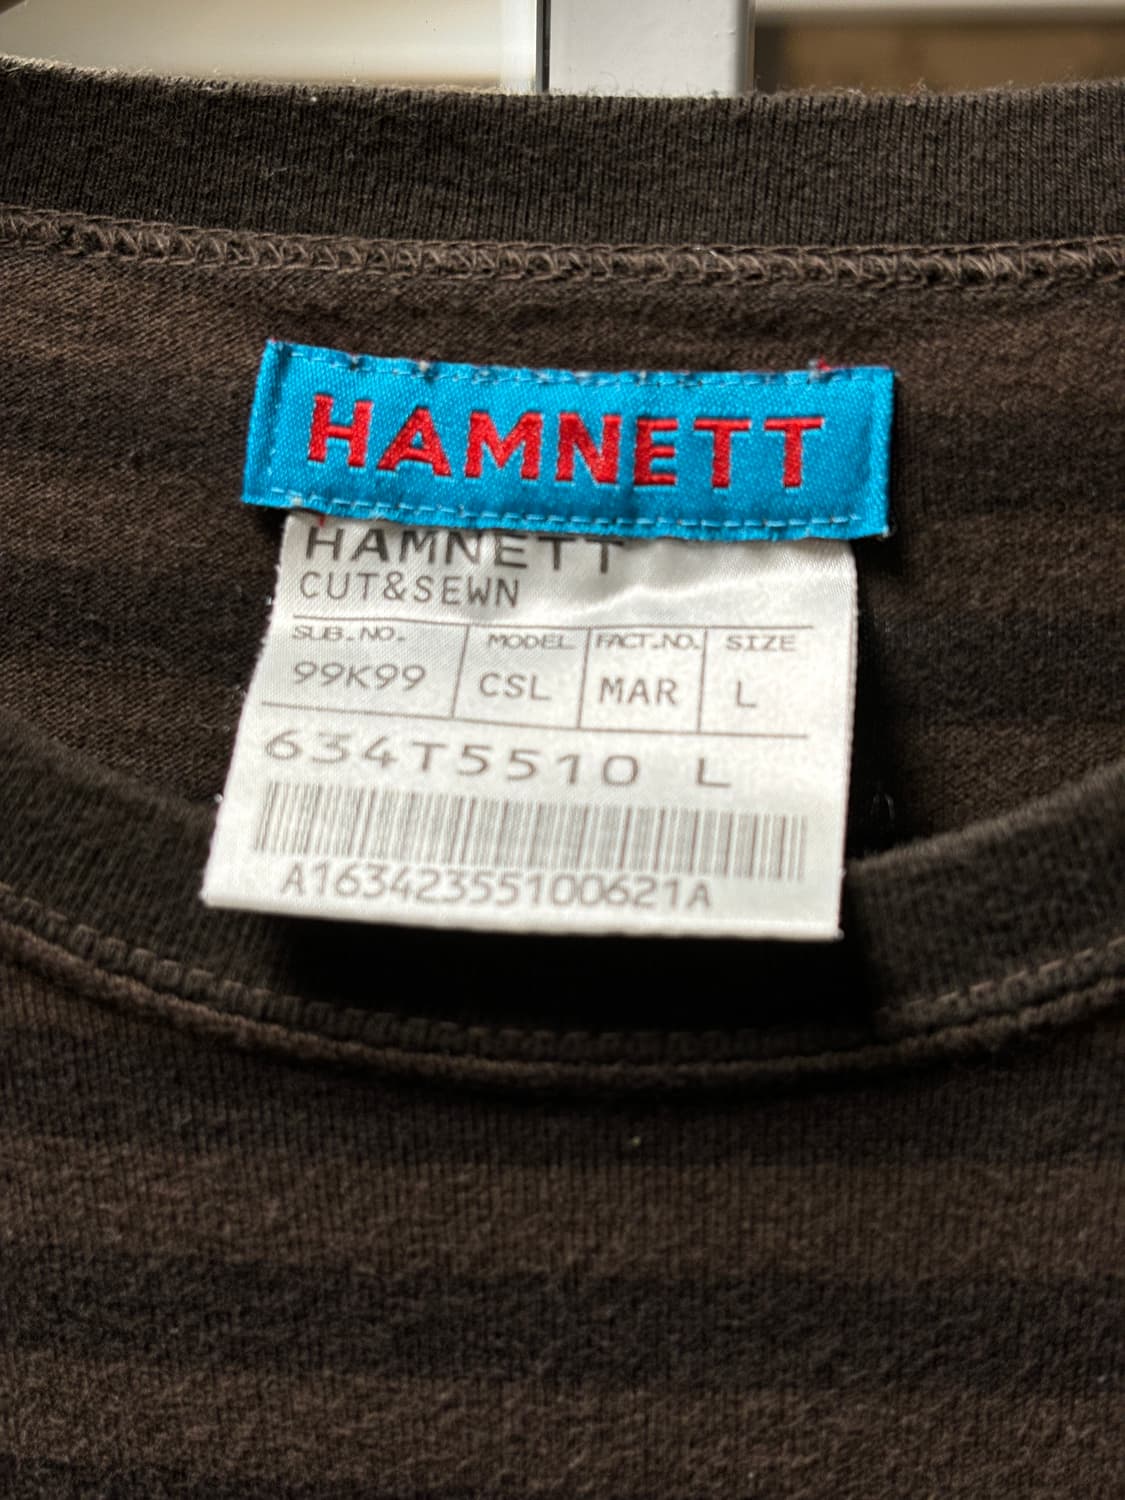 HAMNETT
HAMNETT
CUT&SEWN
SUB.NO. MODEL FACT.NO. SIZE
99K99 CSL MAR L
634T5510 L
A16342355100621A